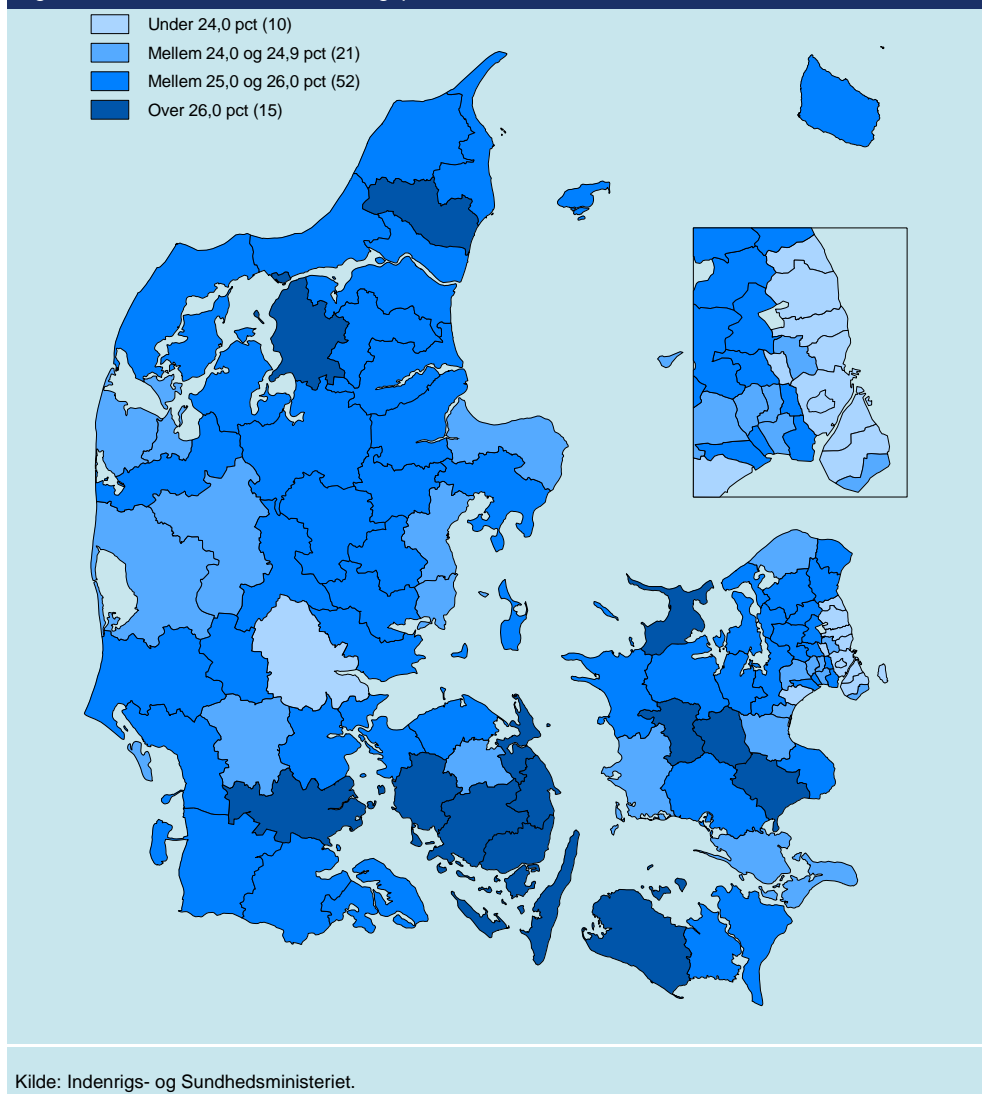 Under 24,0 pct (10)
Mellem 24,0 og 24,9 pct (21)
Mellem 25,0 og 26,0 pct (52)
Over 26,0 pct (15)
Kilde: Indenrigs- og Sundhedsministeriet.